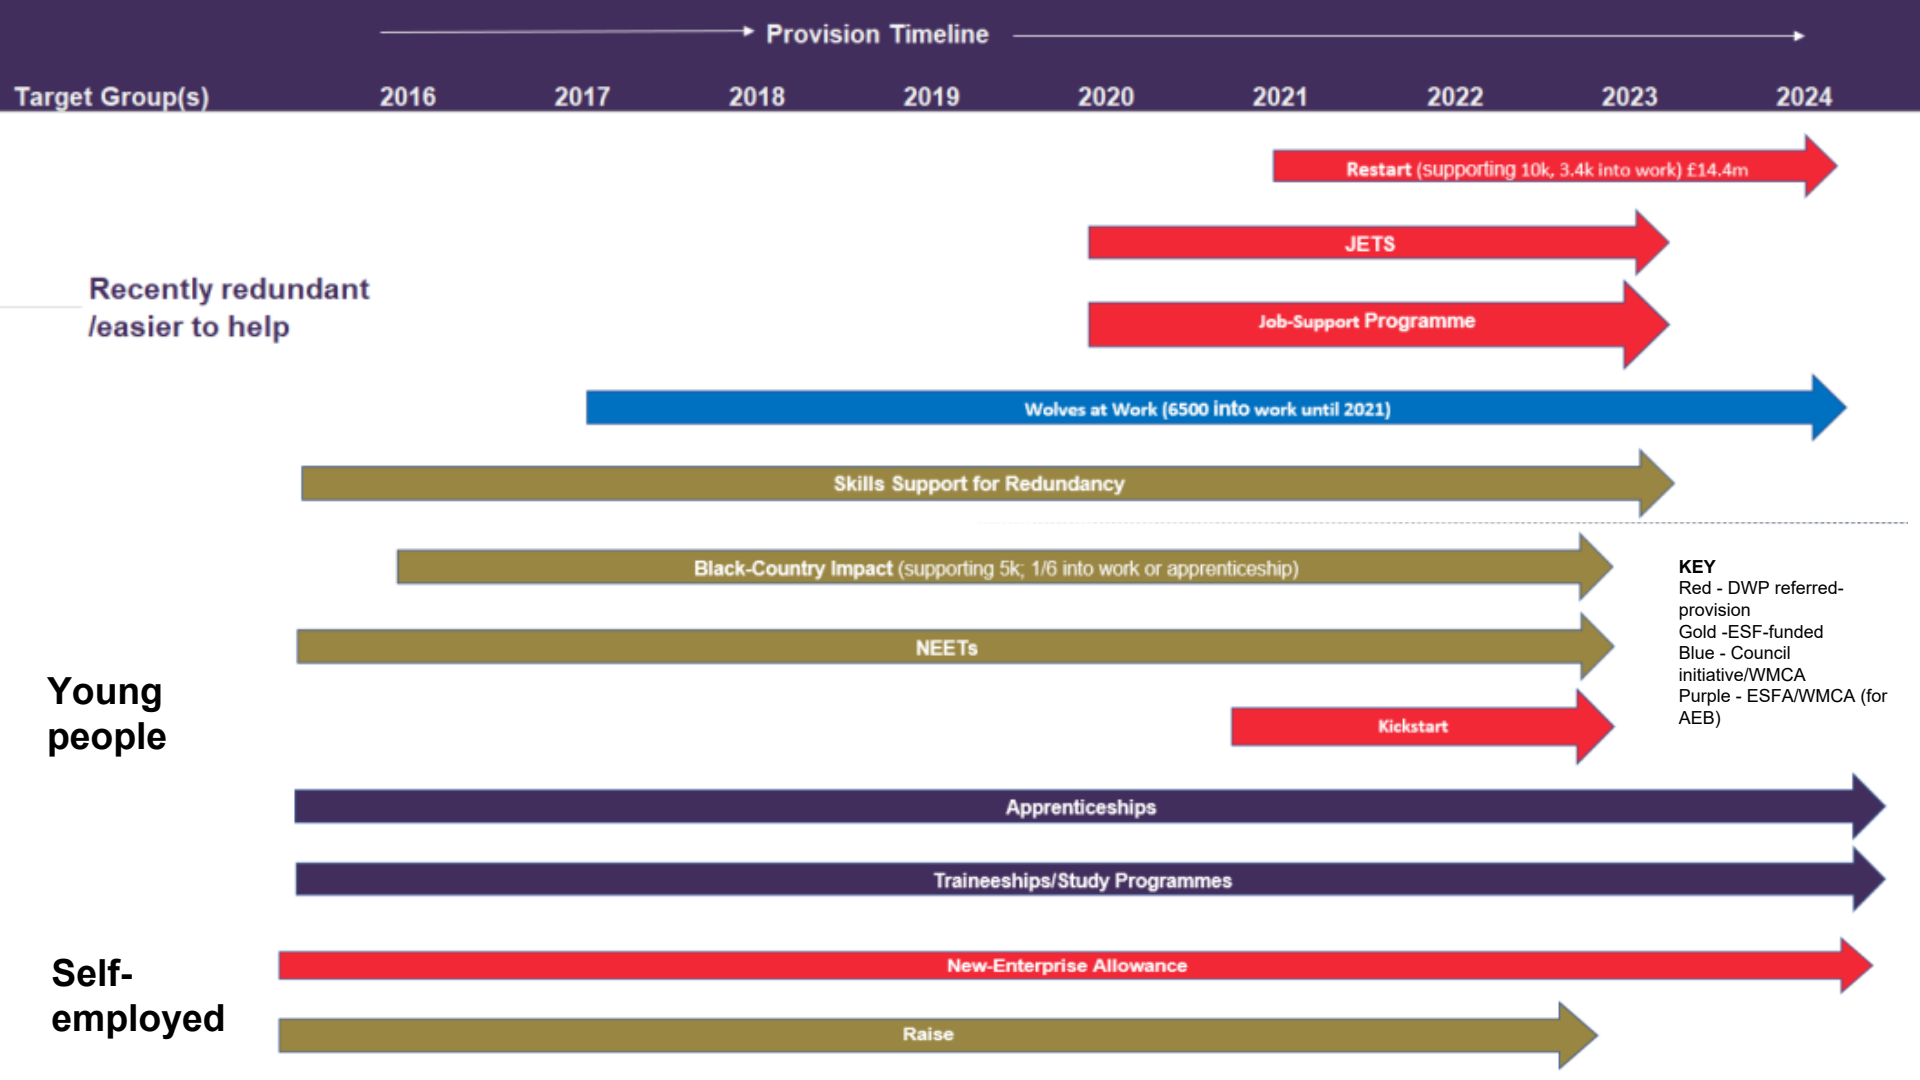 Provision Timeline
Target Group(s) 2016 2017 2018 2019 2020 2021 2022 2023 2024
Restart (supporting 10k, 3.4k into work) £14.4m
JETS
Recently redundant
/easier to help
Job-Support Programme
Wolves at Work (6500 into work until 2021)
Skills Support for Redundancy
Black-Country Impact (supporting 5k; 1/6 into work or apprenticeship)
NEETs
Young
people
Kickstart
Apprenticeships
Traineeships/Study Programmes
KEY
Red - DWP referred-
provision
Gold -ESF-funded
Blue - Council
initiative/WMCA
Purple - ESFA/WMCA (for
AEB)
Self-
employed
New-Enterprise Allowance
Raise